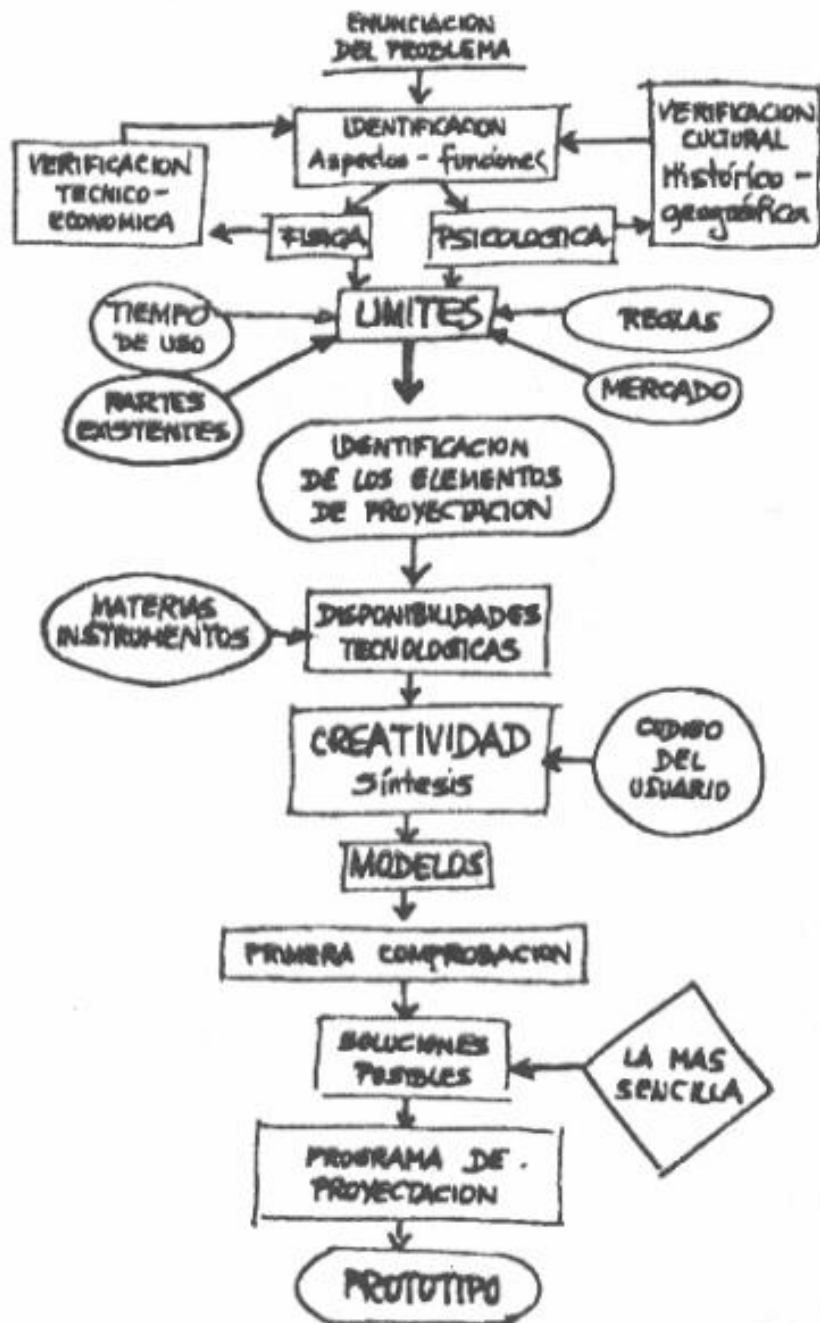 ENUNCIACION
DEL PROBLEMA
IDENTIFICACION
Aspectos - funciones
VERIFICACION
TECNICO -
ECONOMICA
VERIFICACION
CULTURAL
Histórico -
geográfica
FISICA
PSICOLOGICA
TIEMPO
DE USO
LIMITES
REGLAS
PARTES
EXISTENTES
MERCADO
IDENTIFICACION
DE LOS ELEMENTOS
DE PROYECTACION
MATERIAS
INSTRUMENTOS
DISPONIBILIDADES
TECNOLOGICAS
CREATIVIDAD
Síntesis
CODIGO
DEL
USUARIO
MODELOS
PRIMERA COMPROBACION
SOLUCIONES
POSIBLES
LA MAS
SENCILLA
PROGRAMA DE .
PROYECTACION
PROTOTIPO